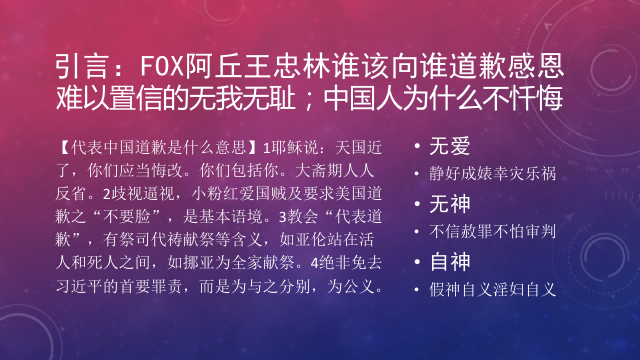 引言：FOX阿丘王忠林谁该向谁道歉感恩
难以置信的无我无耻；中国人为什么不忏悔
【代表中国道歉是什么意思】1耶稣说：天国近
了，你们应当悔改。你们包括你。大斋期人人
反省。2歧视逼视，小粉红爱国贼及要求美国道
歉之“不要脸”，是基本语境。3教会“代表道
歉”，有祭司代祷献祭等含义，如亚伦站在活
人和死人之间，如挪亚为全家献祭。4绝非免去
习近平的首要罪责，而是为与之分别，为公义。
• 无爱
• 静好成婊幸灾乐祸
• 无神
• 不信赦罪不怕审判
• 自神
• 假神自义淫妇自义